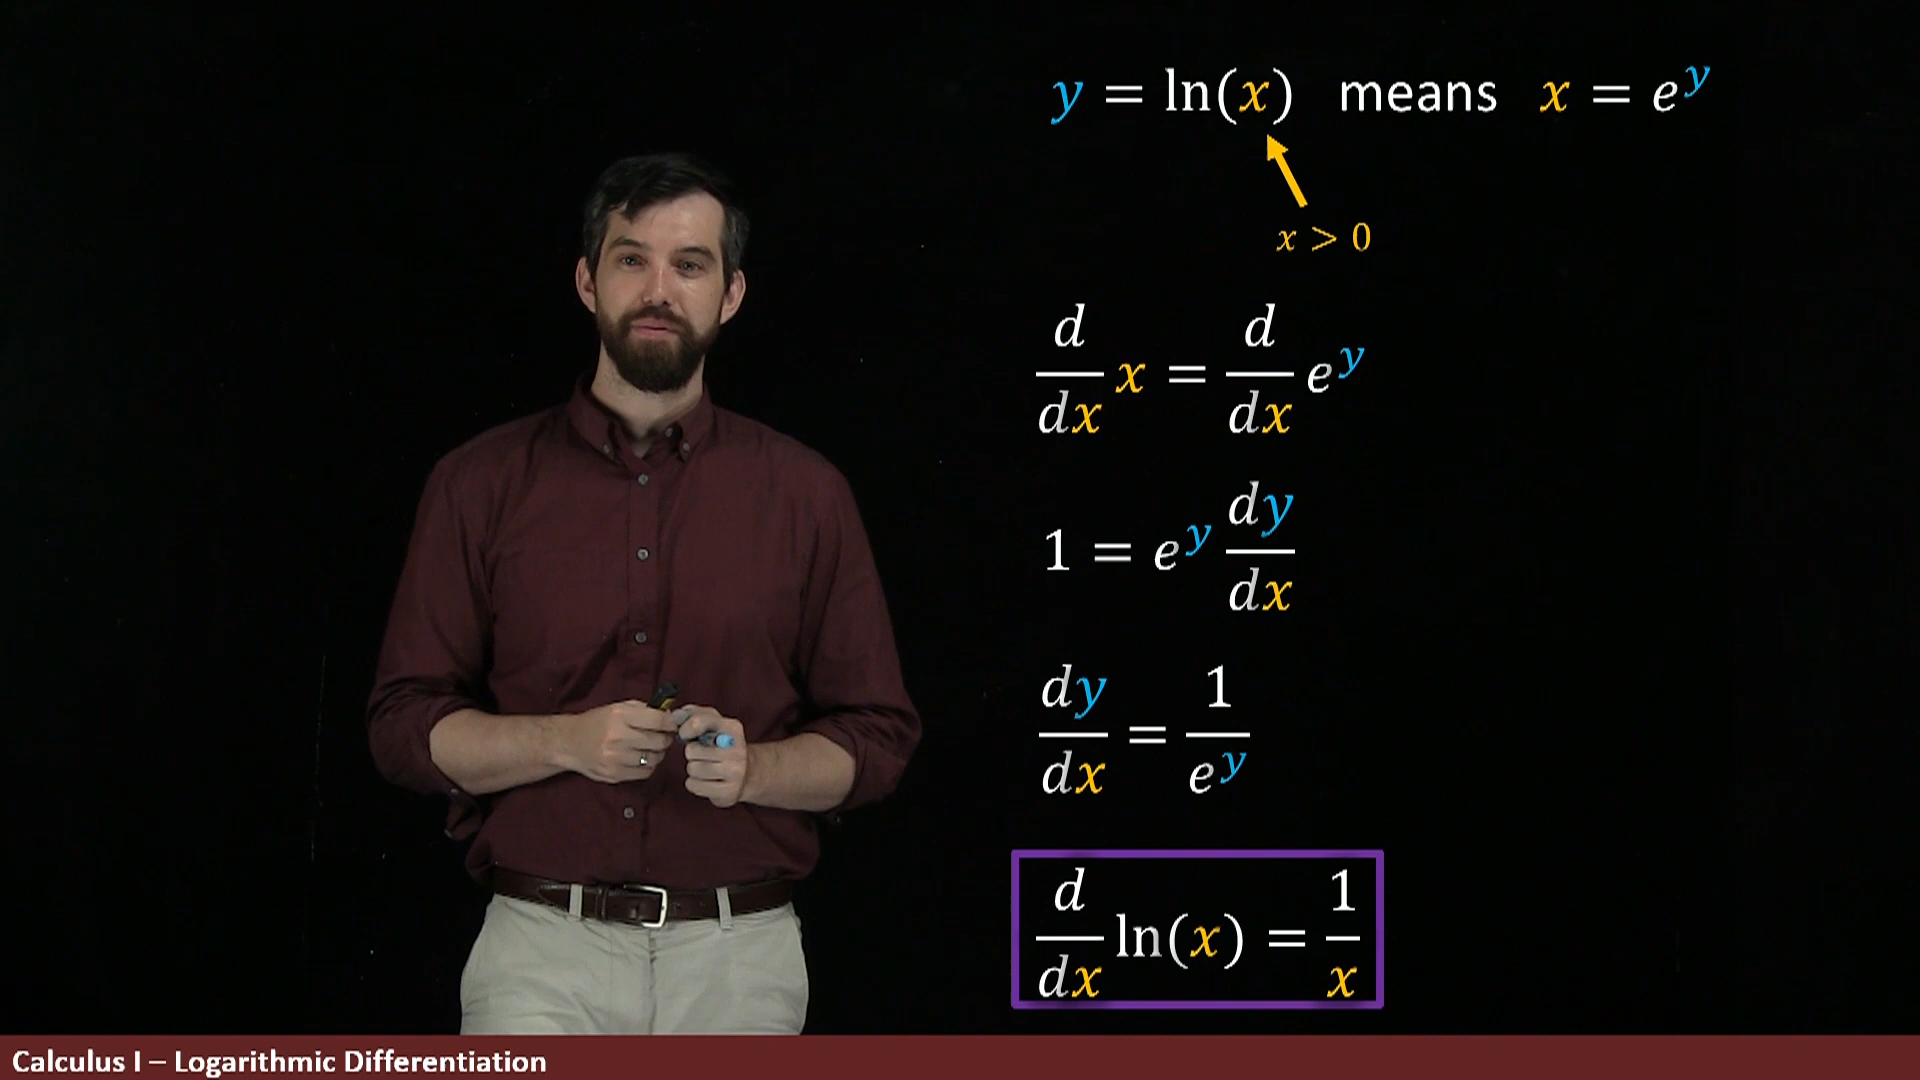 y = ln(x) means x = e^y
x > 0
d/dx x = d/dx e^y
1 = e^y dy/dx
dy/dx = 1/e^y
d/dx ln(x) = 1/x
Calculus I – Logarithmic Differentiation